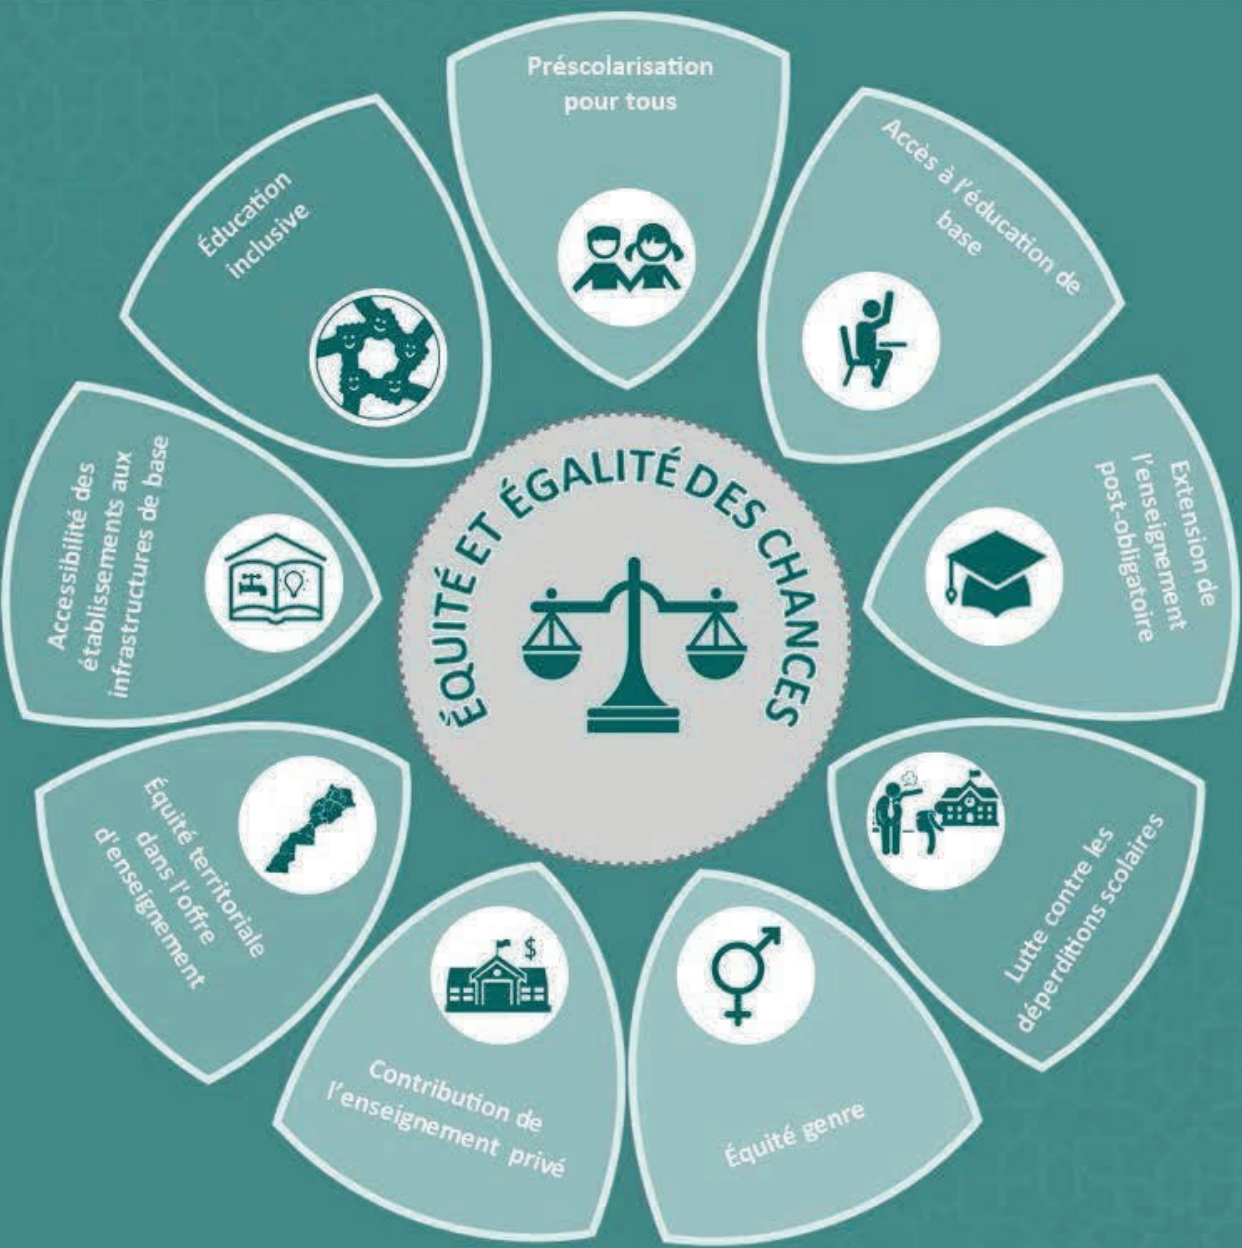 Préscolarisation
pour tous
Accès à l'éducation de
base
Extension de
l'enseignement
post-obligatoire
Lutte contre les
déperditions scolaires
Équité genre
Contribution de
l'enseignement privé
Équité territoriale
dans l'offre
d'enseignement
Accessibilité des
établissements aux
infrastructures de base
Éducation
inclusive
ÉQUITÉ ET ÉGALITÉ DES CHANCES
$